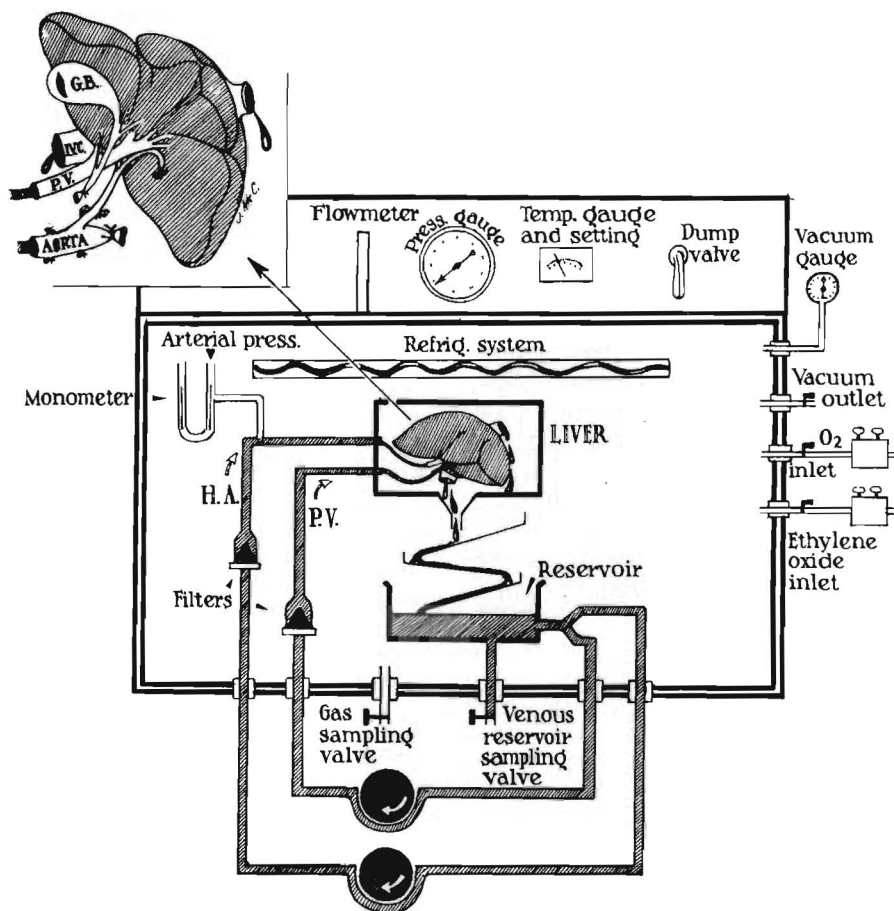 G.B.
IVC.
P.V.
AORTA
Flowmeter
Press. gauge
Temp. gauge
and setting
Dump
valve
Vacuum
gauge
Arterial press.
Refrig. system
Monometer
Vacuum
outlet
LIVER
O2
inlet
H.A.
P.V.
Ethylene
oxide
inlet
Reservoir
Filters
Gas
sampling
valve
Venous
reservoir
sampling
valve